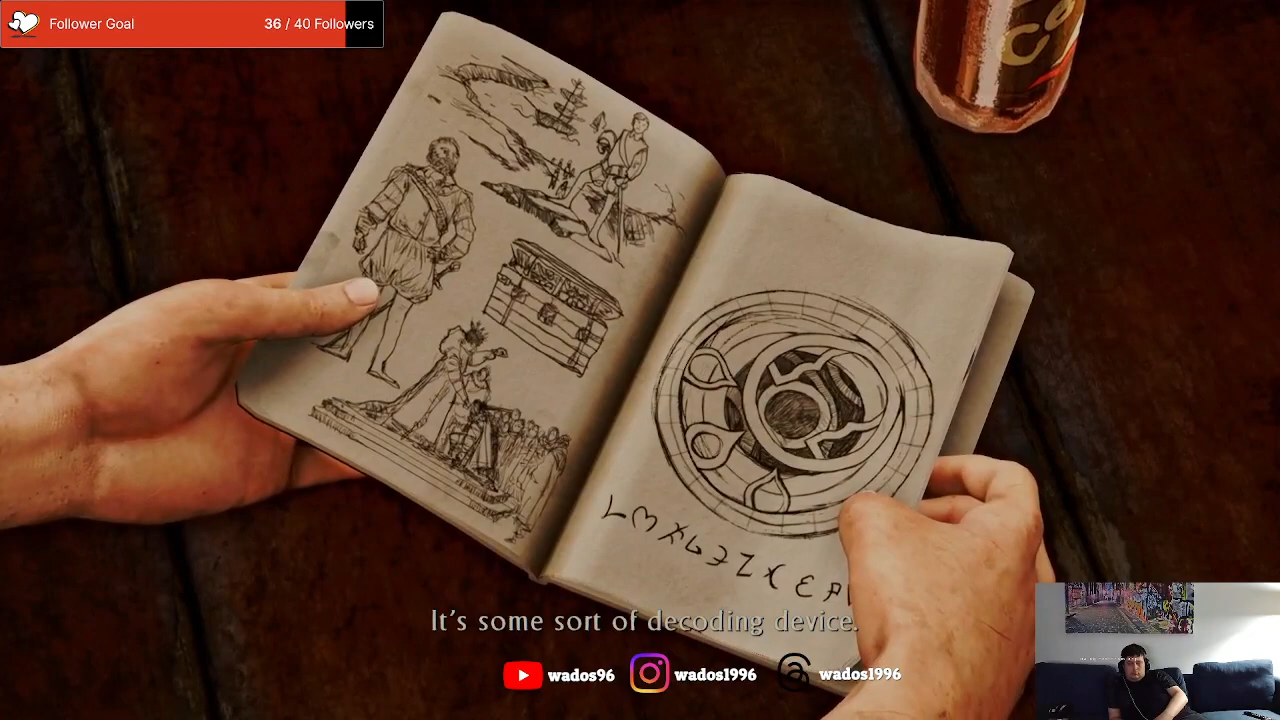 Follower Goal
36 / 40 Followers
It's some sort of decoding device.
wados96
wados1996
wados1996